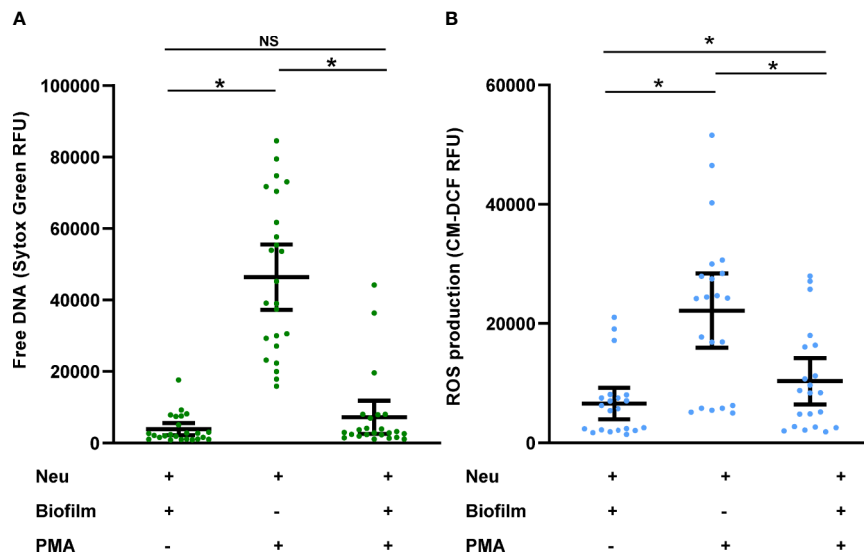 A
B
NS
*
*
*
*
*
Free DNA (Sytox Green RFU)
100000
80000
60000
40000
20000
0
ROS production (CM-DCF RFU)
60000
40000
20000
0
Neu + + +
Biofilm + - +
PMA - + +
Neu + + +
Biofilm + - +
PMA - + +